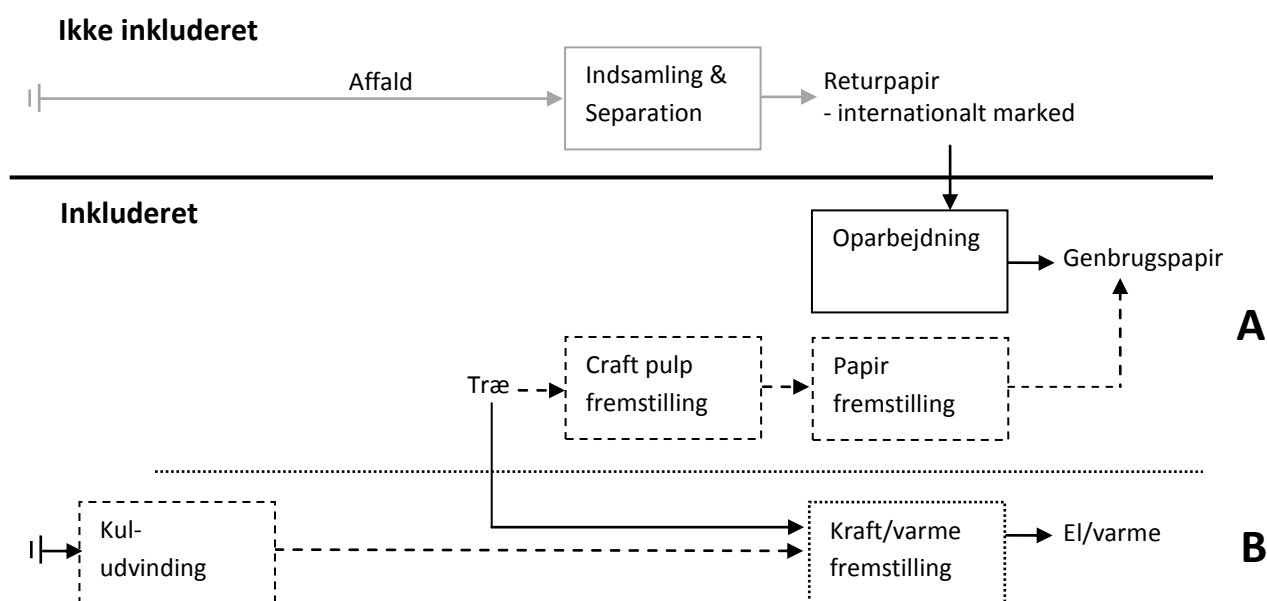 Ikke inkluderet
Affald
Indsamling &
Separation
Returpapir
- internationalt marked
Inkluderet
Oparbejdning
Genbrugspapir
A
Træ
Craft pulp
fremstilling
Papir
fremstilling
Kul-
udvinding
Kraft/varme
fremstilling
El/varme
B